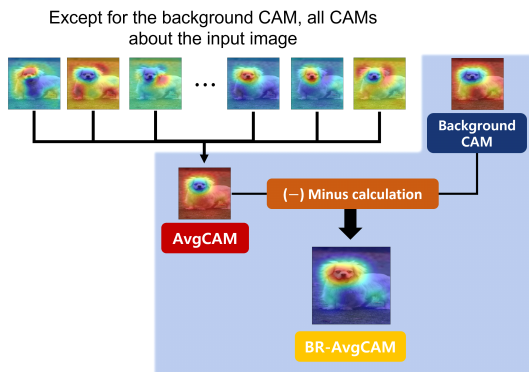 Except for the background CAM, all CAMs
about the input image
...
Background
CAM
(−) Minus calculation
AvgCAM
BR-AvgCAM